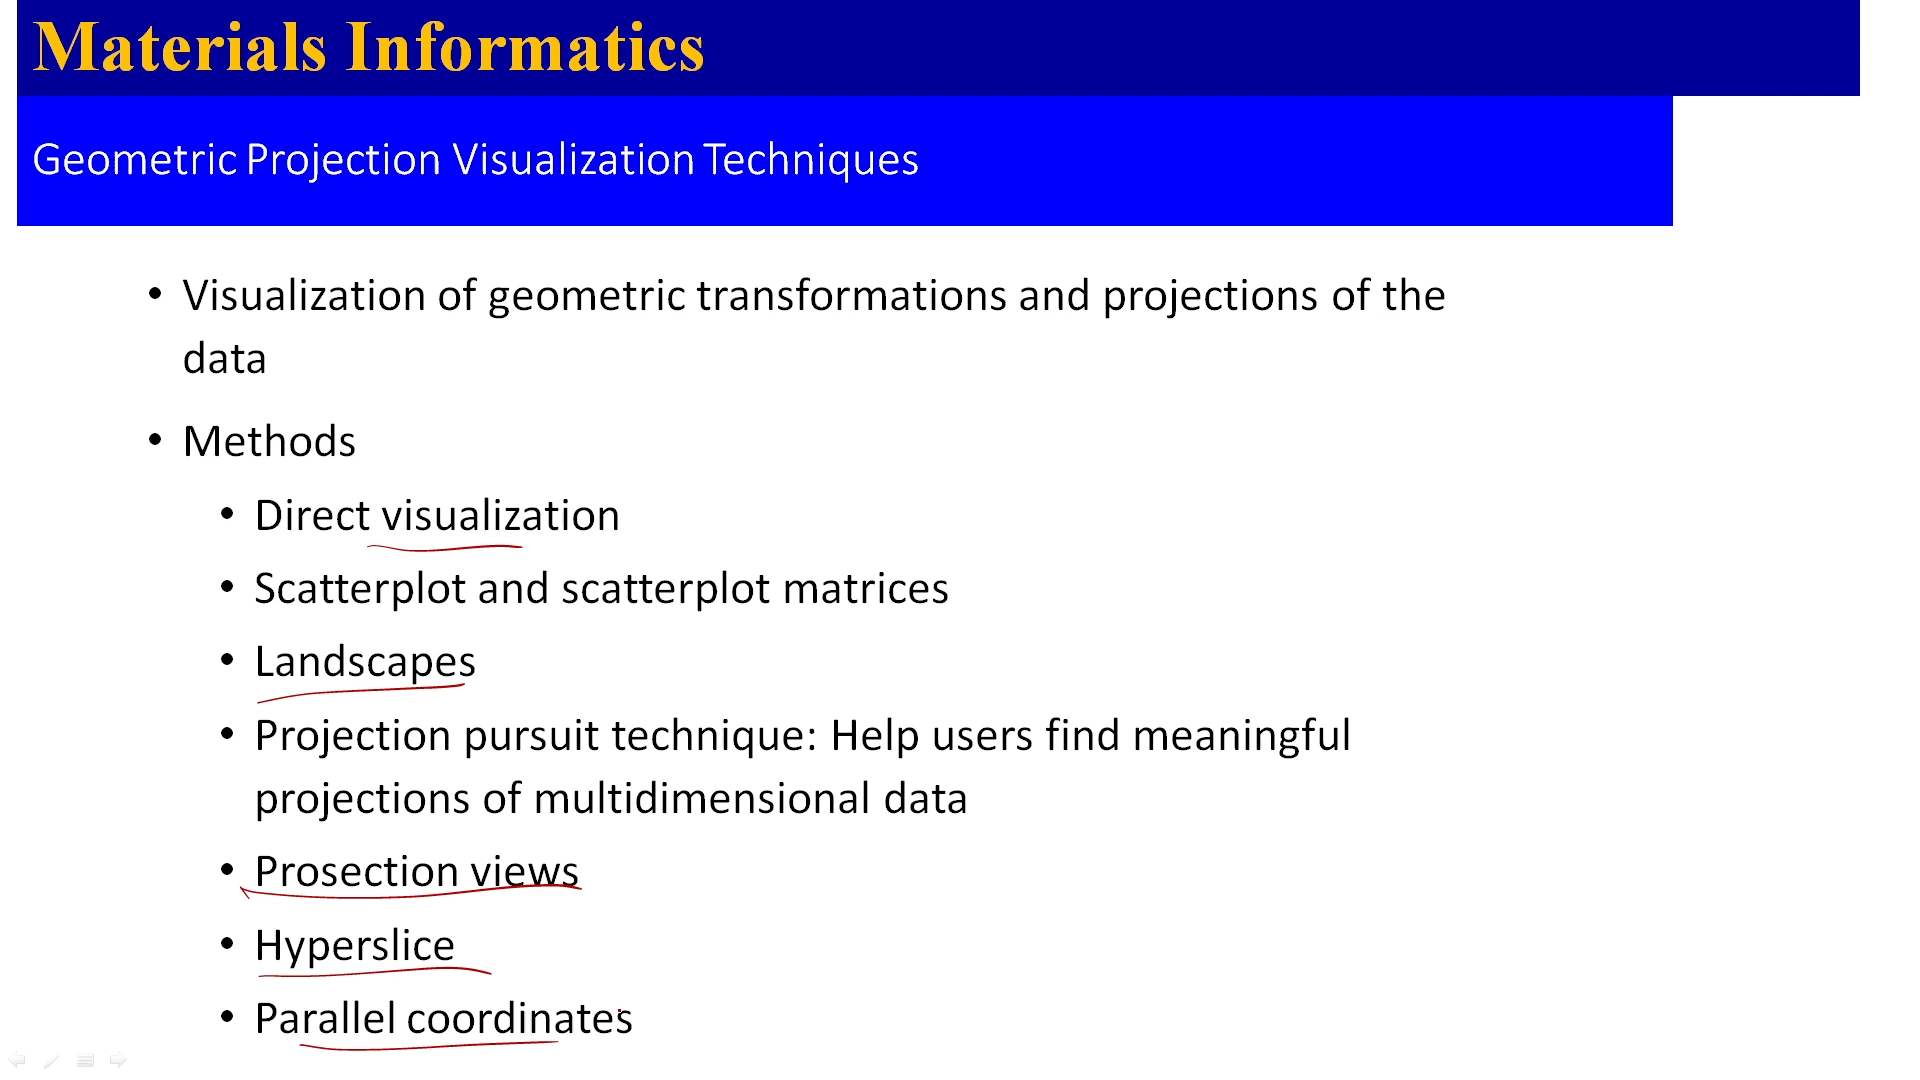 Materials Informatics
Geometric Projection Visualization Techniques
• Visualization of geometric transformations and projections of the
data
• Methods
• Direct visualization
• Scatterplot and scatterplot matrices
• Landscapes
• Projection pursuit technique: Help users find meaningful
projections of multidimensional data
• Prosection views
• Hyperslice
• Parallel coordinates